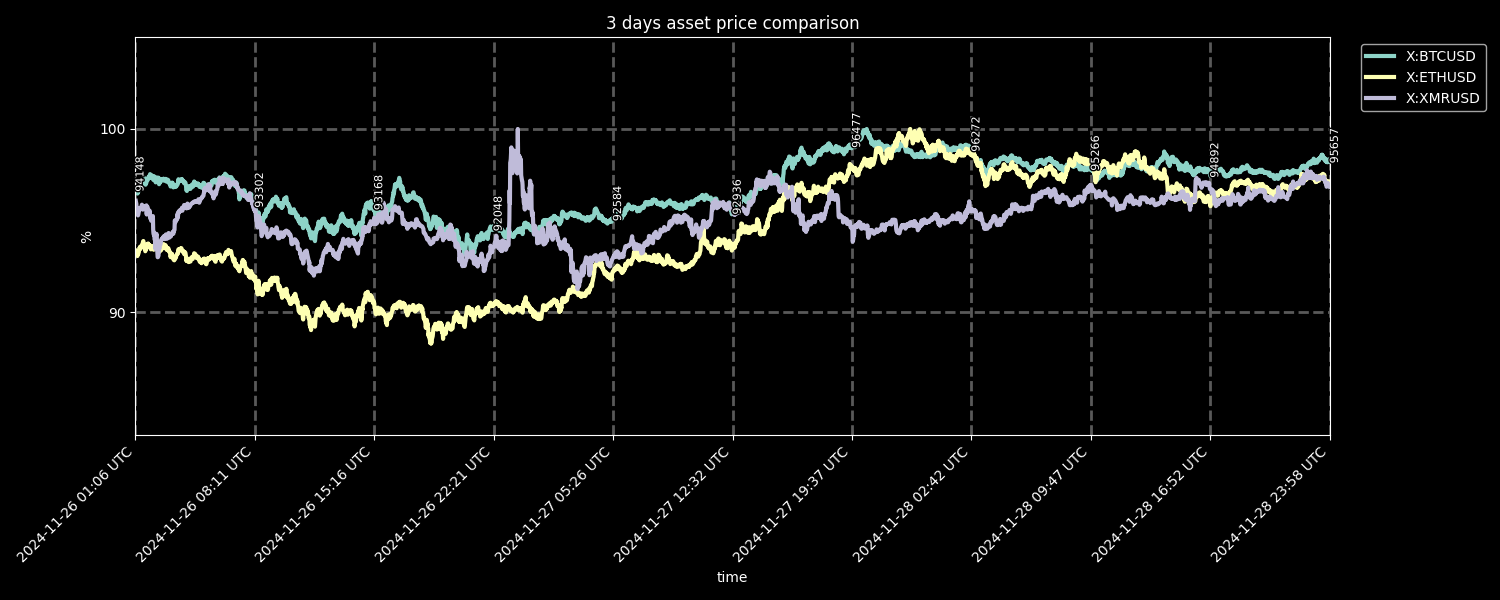 3 days asset price comparison
X:BTCUSD
X:ETHUSD
X:XMRUSD
100
90
%
94148
93302
93168
92048
92584
92936
96477
96272
95266
94892
95657
2024-11-26 01:06 UTC
2024-11-26 08:11 UTC
2024-11-26 15:16 UTC
2024-11-26 22:21 UTC
2024-11-27 05:26 UTC
2024-11-27 12:32 UTC
2024-11-27 19:37 UTC
2024-11-28 02:42 UTC
2024-11-28 09:47 UTC
2024-11-28 16:52 UTC
2024-11-28 23:58 UTC
time